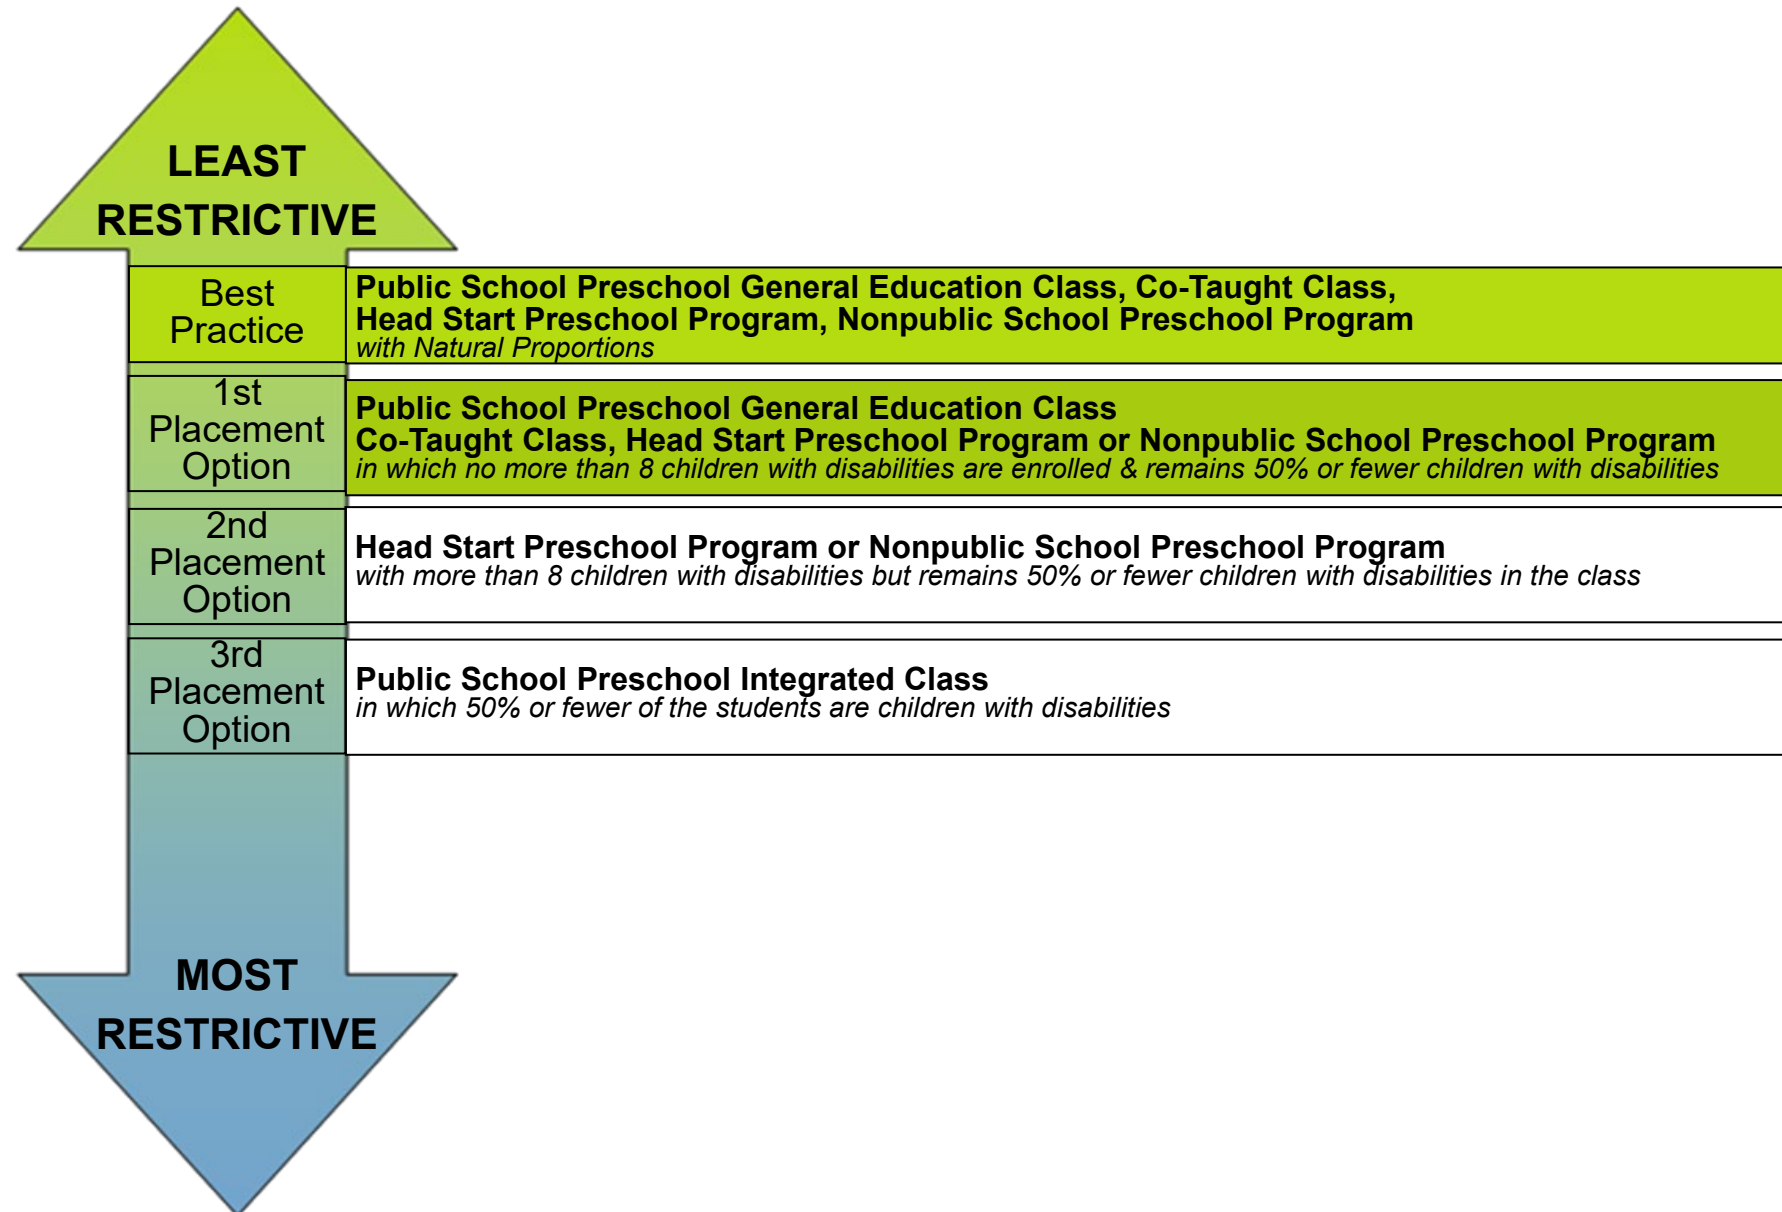 LEAST
RESTRICTIVE
Best
Practice
Public School Preschool General Education Class, Co-Taught Class,
Head Start Preschool Program, Nonpublic School Preschool Program
with Natural Proportions
1st
Placement
Option
Public School Preschool General Education Class
Co-Taught Class, Head Start Preschool Program or Nonpublic School Preschool Program
in which no more than 8 children with disabilities are enrolled & remains 50% or fewer children with disabilities
2nd
Placement
Option
Head Start Preschool Program or Nonpublic School Preschool Program
with more than 8 children with disabilities but remains 50% or fewer children with disabilities in the class
3rd
Placement
Option
Public School Preschool Integrated Class
in which 50% or fewer of the students are children with disabilities
MOST
RESTRICTIVE